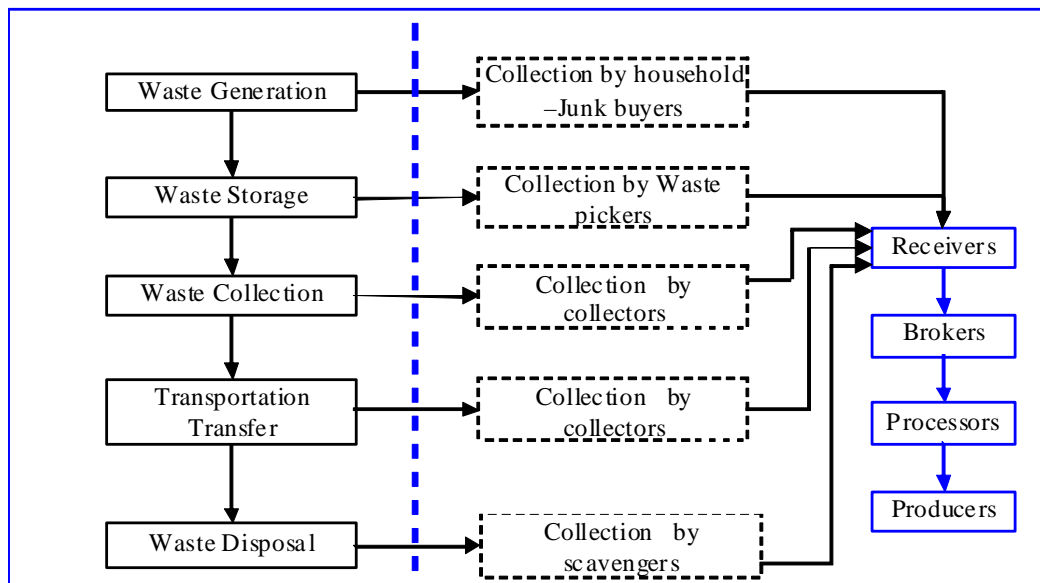 Waste Generation
Collection by household
–Junk buyers
Waste Storage
Collection by Waste
pickers
Receivers
Waste Collection
Collection by
collectors
Brokers
Transportation
Transfer
Collection by
collectors
Processors
Producers
Waste Disposal
Collection by
scavengers